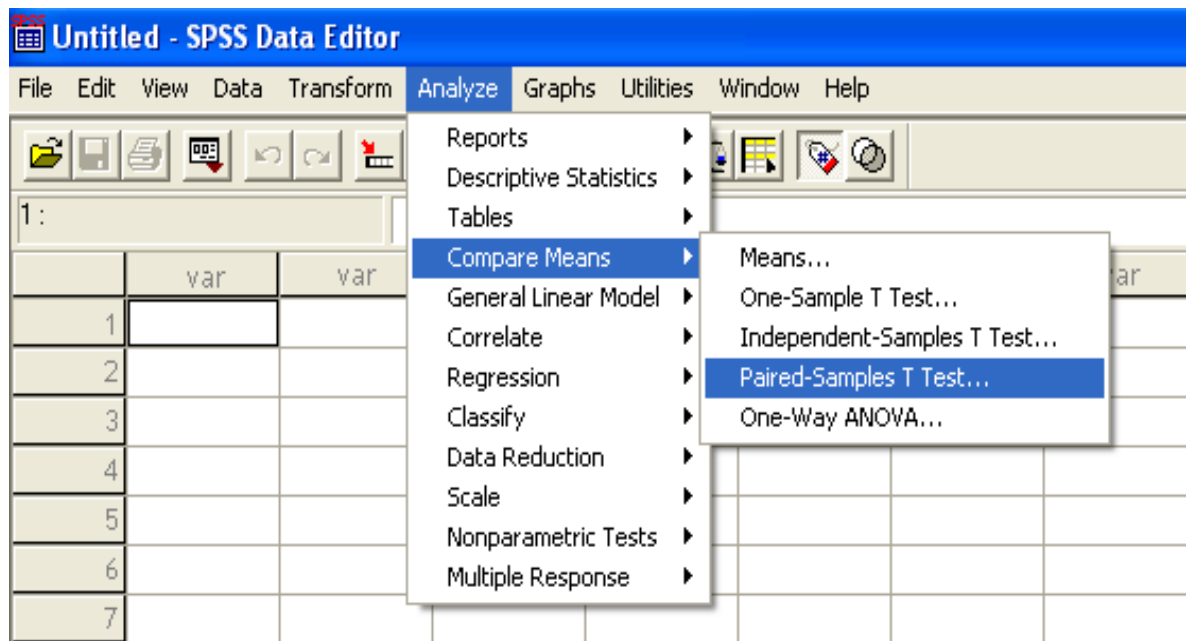 SPSS
Untitled - SPSS Data Editor
File Edit View Data Transform Analyze Graphs Utilities Window Help
1 :
Reports
Descriptive Statistics
Tables
Compare Means
General Linear Model
Correlate
Regression
Classify
Data Reduction
Scale
Nonparametric Tests
Multiple Response
Means...
One-Sample T Test...
Independent-Samples T Test...
Paired-Samples T Test...
One-Way ANOVA...
var var ar
1
2
3
4
5
6
7